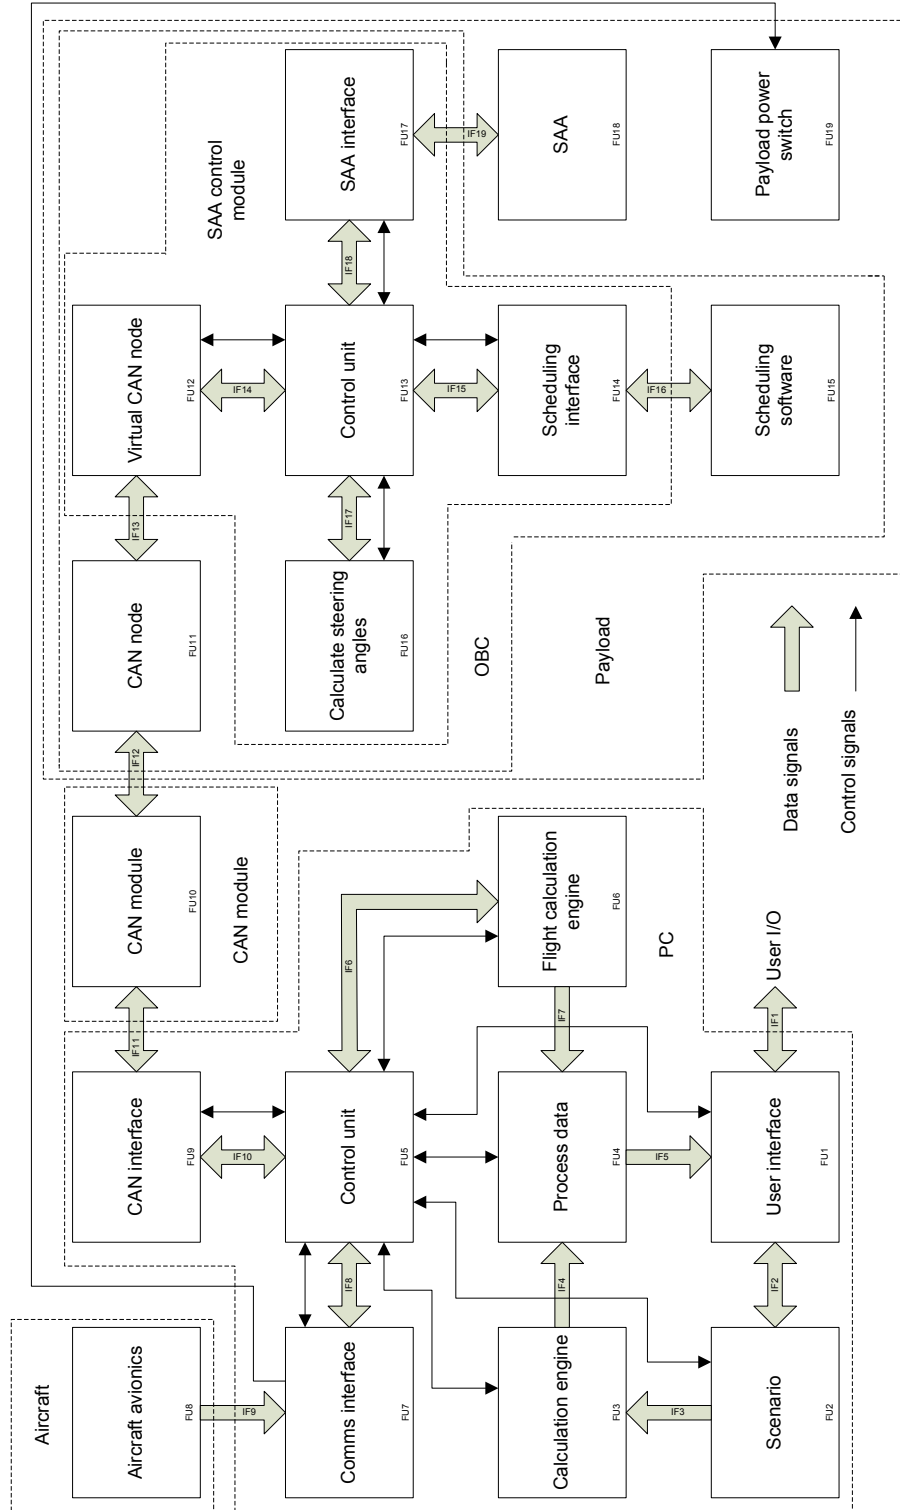 Aircraft
Aircraft avionics
FU8
CAN interface
FU9
IF11
CAN module
FU10
IF12
CAN node
FU11
IF13
Virtual CAN node
FU12
SAA control
module
IF9
IF10
CAN module
IF14
Comms interface
FU7
IF8
Control unit
FU5
IF6
Calculate steering
angles
FU16
IF17
Control unit
FU13
IF18
SAA interface
FU17
OBC
IF15
IF19
Calculation engine
FU3
IF4
Process data
FU4
IF7
Flight calculation
engine
FU6
Scheduling
interface
FU14
SAA
FU18
Payload
PC
IF3
IF5
IF16
Scenario
FU2
IF2
User interface
FU1
IF1
User I/O
Scheduling
software
FU15
Payload power
switch
FU19
Data signals
Control signals